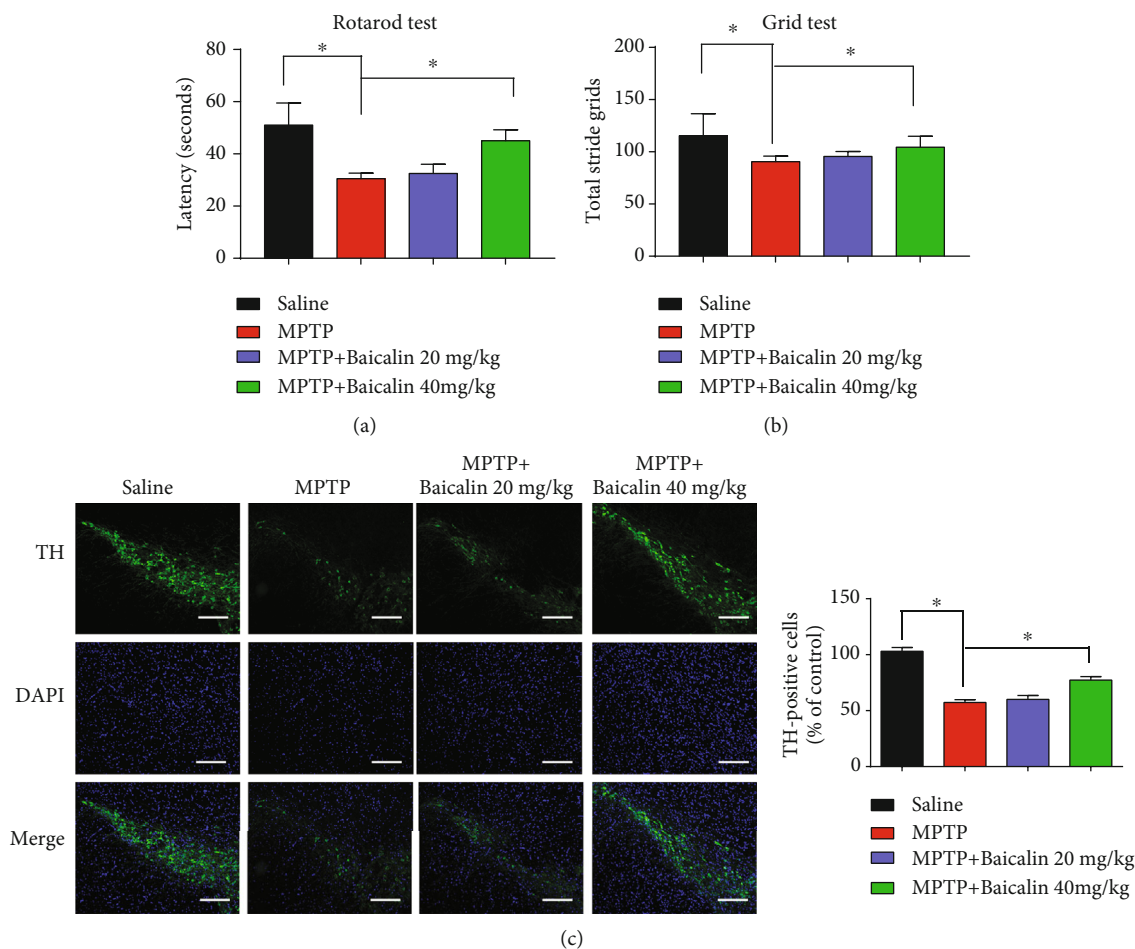 Rotarod test
80
60
40
20
0
Latency (seconds)
*
*
Saline
MPTP
MPTP+Baicalin 20 mg/kg
MPTP+Baicalin 40mg/kg
(a)
Grid test
200
150
100
50
0
Total stride grids
*
*
Saline
MPTP
MPTP+Baicalin 20 mg/kg
MPTP+Baicalin 40mg/kg
(b)
Saline
MPTP
MPTP+
Baicalin 20 mg/kg
MPTP+
Baicalin 40 mg/kg
TH
DAPI
Merge
150
100
50
0
TH-positive cells
(% of control)
*
*
Saline
MPTP
MPTP+Baicalin 20 mg/kg
MPTP+Baicalin 40mg/kg
(c)